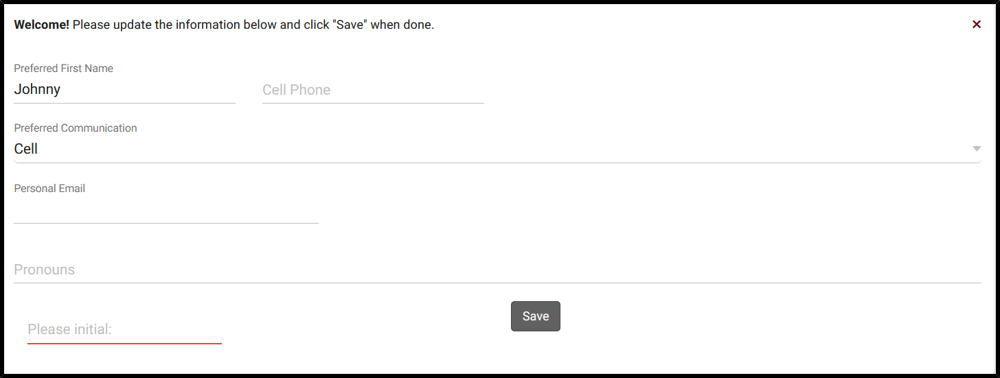 Welcome! Please update the information below and click "Save" when done.
×
Preferred First Name
Johnny
Cell Phone
Preferred Communication
Cell
Personal Email
Pronouns
Save
Please initial: